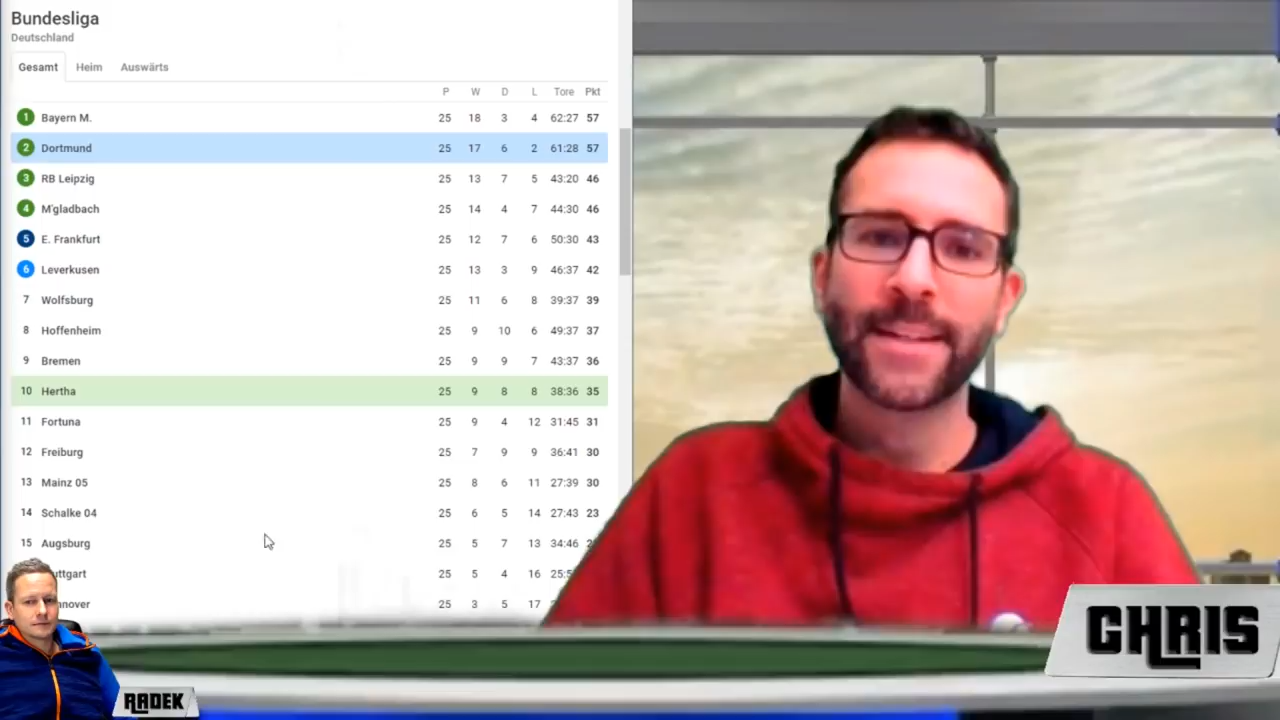 Bundesliga
Deutschland
Gesamt Heim Auswärts
P W D L Tore Pkt
1 Bayern M. 25 18 3 4 62:27 57
2 Dortmund 25 17 6 2 61:28 57
3 RB Leipzig 25 13 7 5 43:20 46
4 M'gladbach 25 14 4 7 44:30 46
5 E. Frankfurt 25 12 7 6 50:30 43
6 Leverkusen 25 13 3 9 46:37 42
7 Wolfsburg 25 11 6 8 39:37 39
8 Hoffenheim 25 9 10 6 49:37 37
9 Bremen 25 9 9 7 43:37 36
10 Hertha 25 9 8 8 38:36 35
11 Fortuna 25 9 4 12 31:45 31
12 Freiburg 25 7 9 9 36:41 30
13 Mainz 05 25 8 6 11 27:39 30
14 Schalke 04 25 6 5 14 27:43 23
15 Augsburg 25 5 7 13 34:46
25 5 4 16
25 3 5 17
CHRIS
RADEK